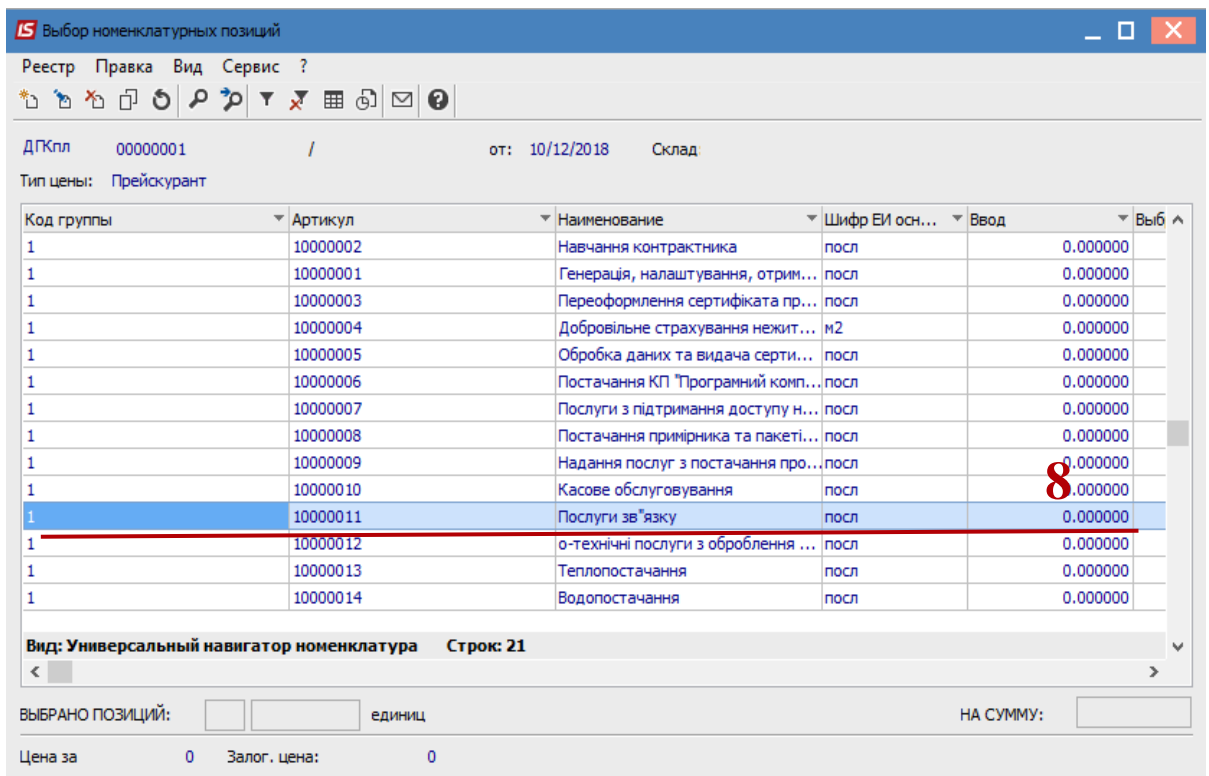 IS Выбор номенклатурных позиций
Реестр Правка Вид Сервис ?
ДГКпл 00000001 / от: 10/12/2018 Склад:
Тип цены: Прейскурант
Код группы Артикул Наименование Шифр ЕИ осн... Ввод Выб
1 10000002 Навчання контрактника посл 0.000000
1 10000001 Генерація, налаштування, отрим... посл 0.000000
1 10000003 Переоформлення сертифіката пр... посл 0.000000
1 10000004 Добровільне страхування нежит... м2 0.000000
1 10000005 Обробка даних та видача серти... посл 0.000000
1 10000006 Постачання КП "Програмний комп... посл 0.000000
1 10000007 Послуги з підтримання доступу н... посл 0.000000
1 10000008 Постачання примірника та пакеті... посл 0.000000
1 10000009 Надання послуг з постачання про... посл 0.000000
1 10000010 Касове обслуговування посл 8 .000000
1 10000011 Послуги зв"язку посл 0.000000
1 10000012 о-технічні послуги з оброблення ... посл 0.000000
1 10000013 Теплопостачання посл 0.000000
1 10000014 Водопостачання посл 0.000000
Вид: Универсальный навигатор номенклатура Строк: 21
ВЫБРАНО ПОЗИЦИЙ: единиц НА СУММУ:
Цена за 0 Залог. цена: 0